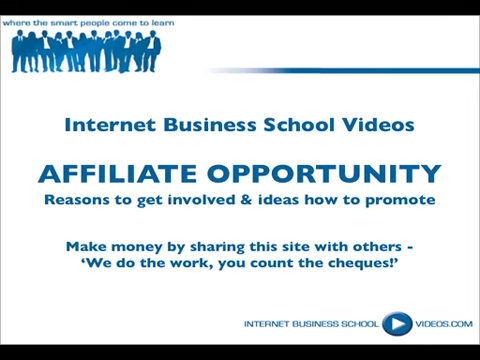 where the smart people come to learn
Internet Business School Videos
AFFILIATE OPPORTUNITY
Reasons to get involved & ideas how to promote
Make money by sharing this site with others -
‘We do the work, you count the cheques!’
INTERNET BUSINESS SCHOOL VIDEOS.COM